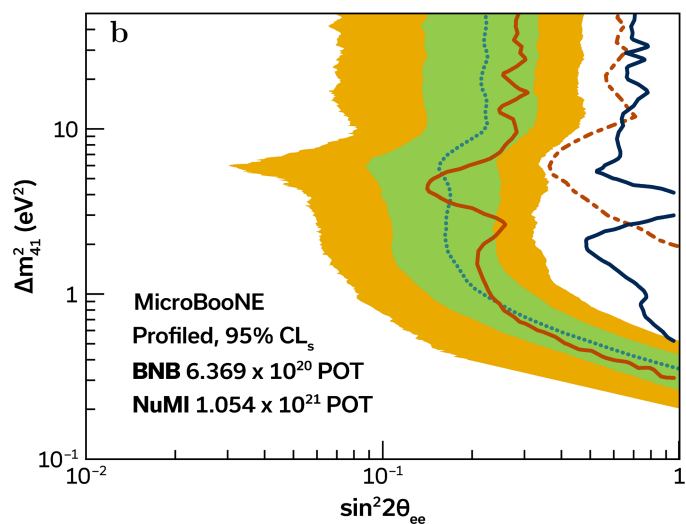 b
10
1
10⁻¹
10⁻²
10⁻¹
1
Δm²₄₁ (eV²)
sin²2θₑₑ
MicroBooNE
Profiled, 95% CLₛ
BNB 6.369 x 10²⁰ POT
NuMI 1.054 x 10²¹ POT